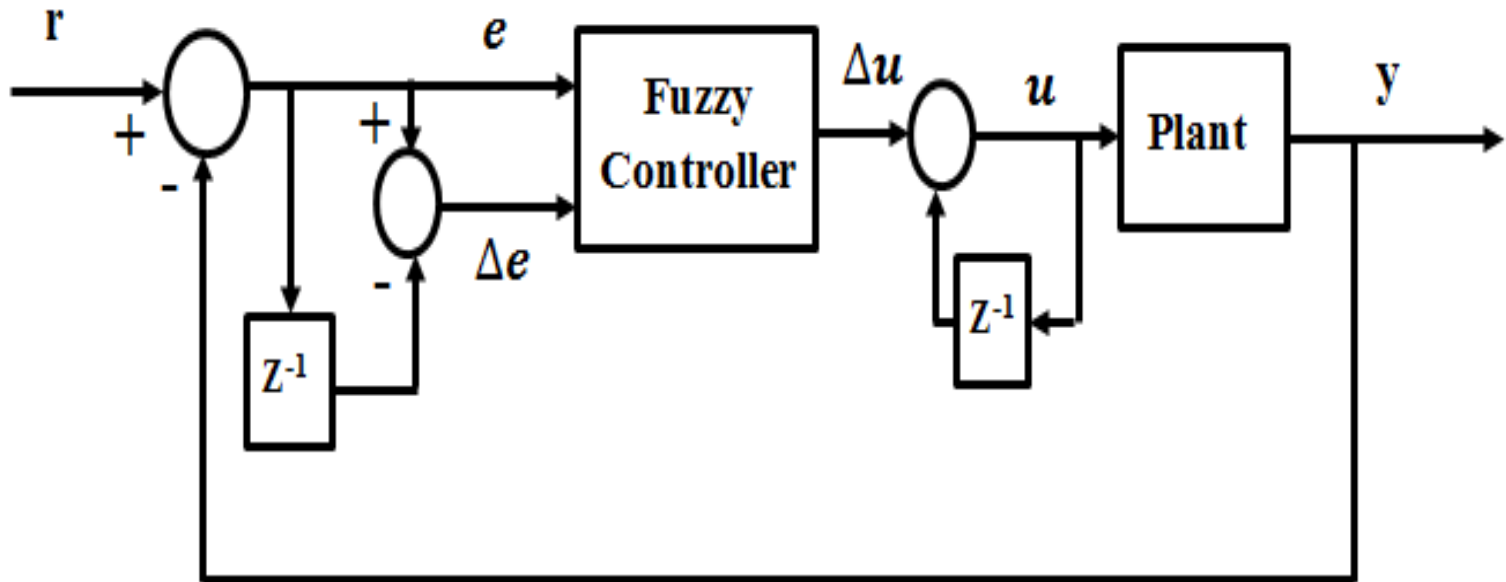 r
+
-
e
+
-
Δe
Z⁻¹
Fuzzy
Controller
Δu
u
Z⁻¹
Plant
y